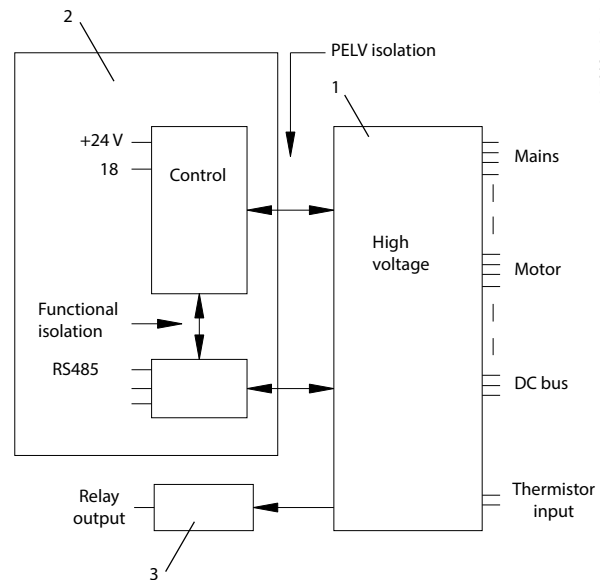 2
PELV isolation
1
+24 V
18
Control
Mains
High
voltage
Motor
Functional
isolation
RS485
DC bus
Relay
output
Thermistor
input
3